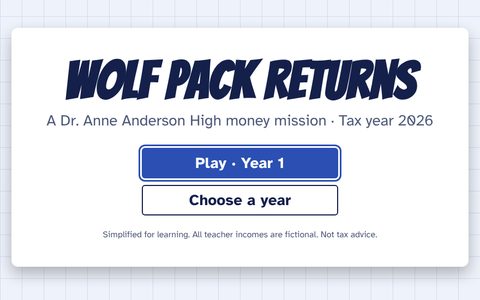 WOLF PACK RETURNS
A Dr. Anne Anderson High money mission · Tax year 2026
Play · Year 1
Choose a year
Simplified for learning. All teacher incomes are fictional. Not tax advice.